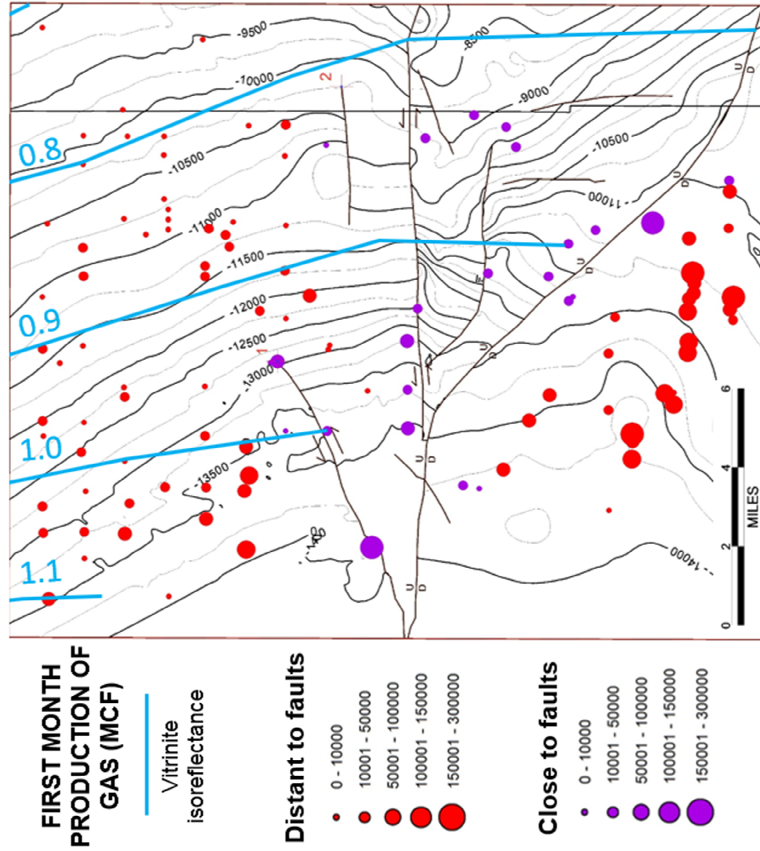 -9500
-8500
-10000
2
-9000
U
D
0.8
-10500
-10500
-11000
U
D
-11000
-11500
0.9
-12000
U
D
-12500
1
-13000
U
D
6
1.0
-13500
U
D
4
MILES
2
-14000
1.1
U
D
0
FIRST MONTH
PRODUCTION OF
GAS (MCF)
Vitrinite
isoreflectance
Distant to faults
0 - 10000
10001 - 50000
50001 - 100000
100001 - 150000
150001 - 300000
Close to faults
0 - 10000
10001 - 50000
50001 - 100000
100001 - 150000
150001 - 300000